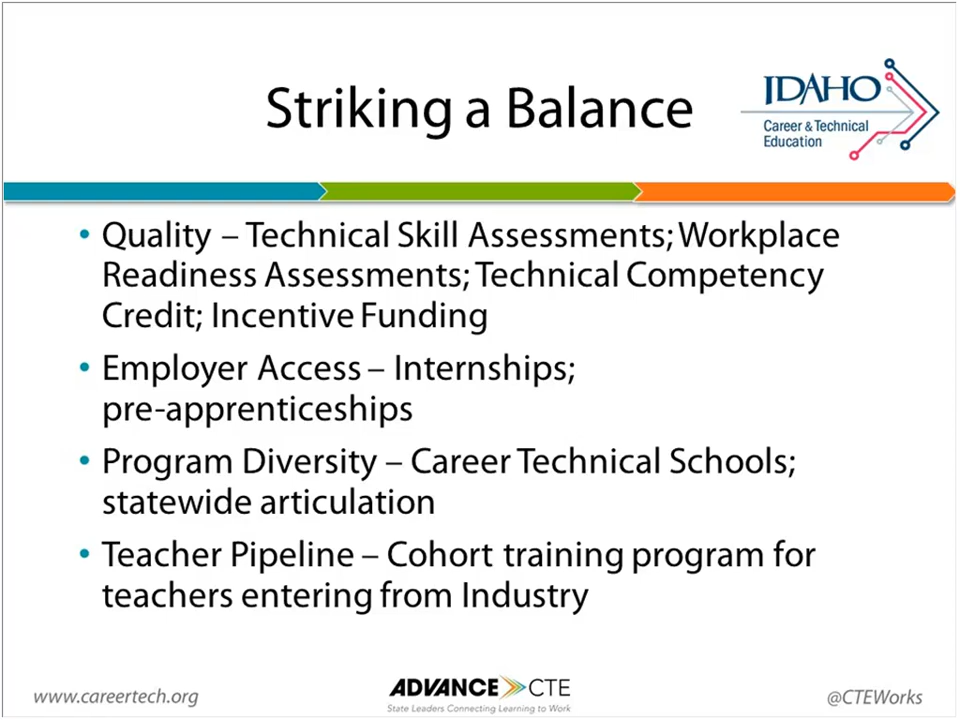 Striking a Balance
IDAHO
Career & Technical
Education
• Quality – Technical Skill Assessments; Workplace
Readiness Assessments; Technical Competency
Credit; Incentive Funding
• Employer Access – Internships;
pre-apprenticeships
• Program Diversity – Career Technical Schools;
statewide articulation
• Teacher Pipeline – Cohort training program for
teachers entering from Industry
www.careertech.org
ADVANCE CTE
State Leaders Connecting Learning to Work
@CTEWorks